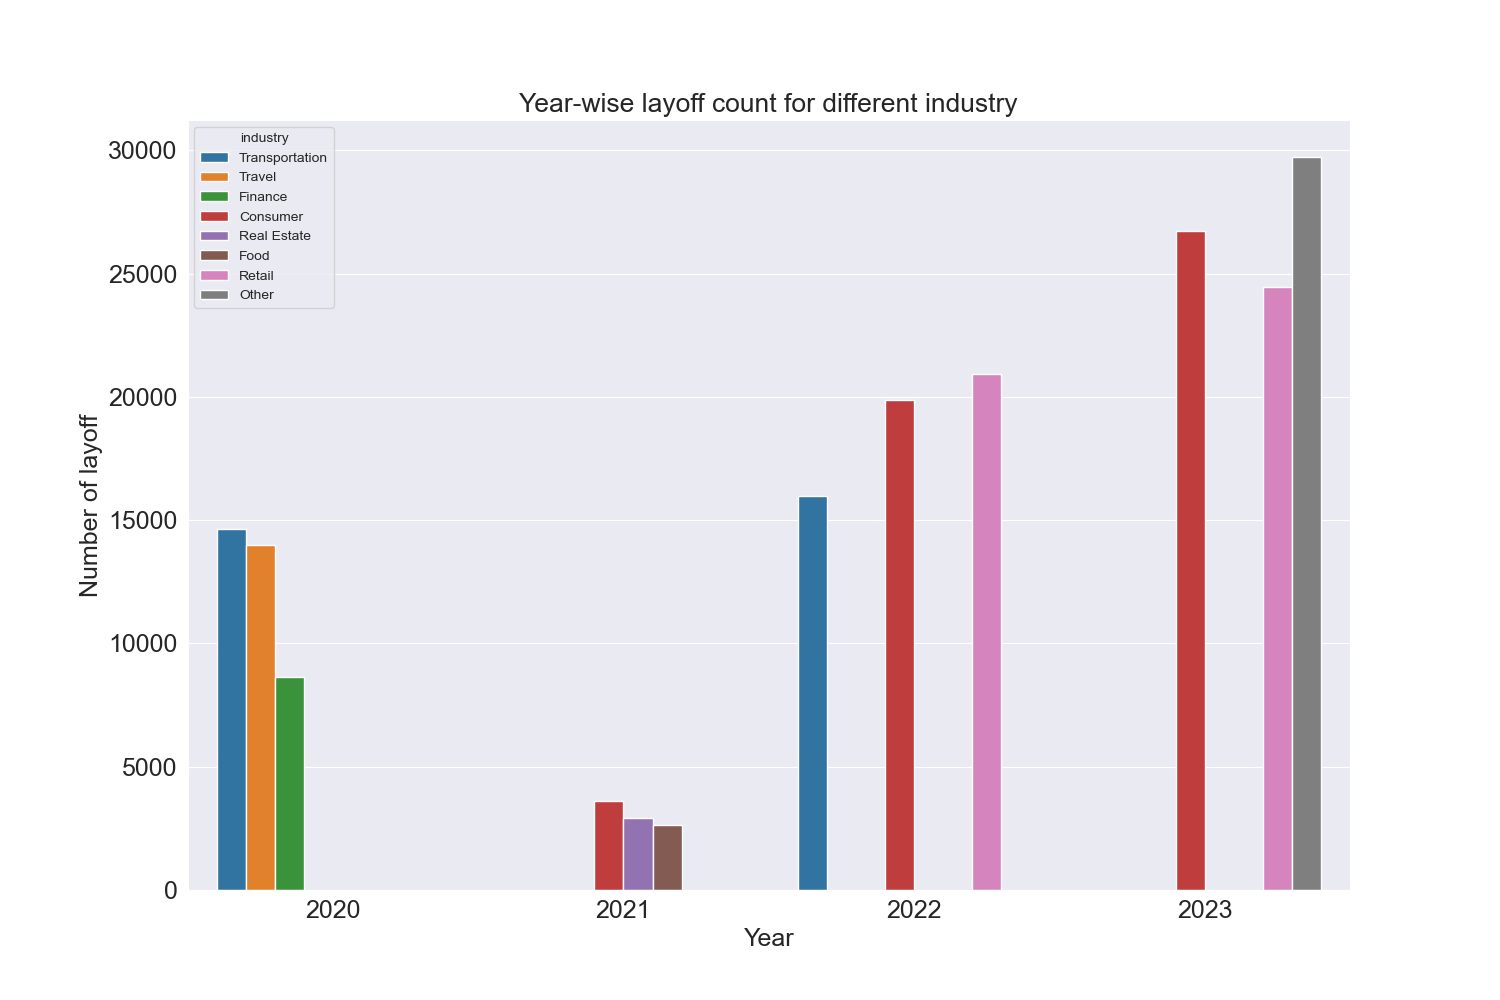 Year-wise layoff count for different industry
industry
Transportation
Travel
Finance
Consumer
Real Estate
Food
Retail
Other
30000
25000
20000
15000
10000
5000
0
Number of layoff
2020 2021 2022 2023
Year